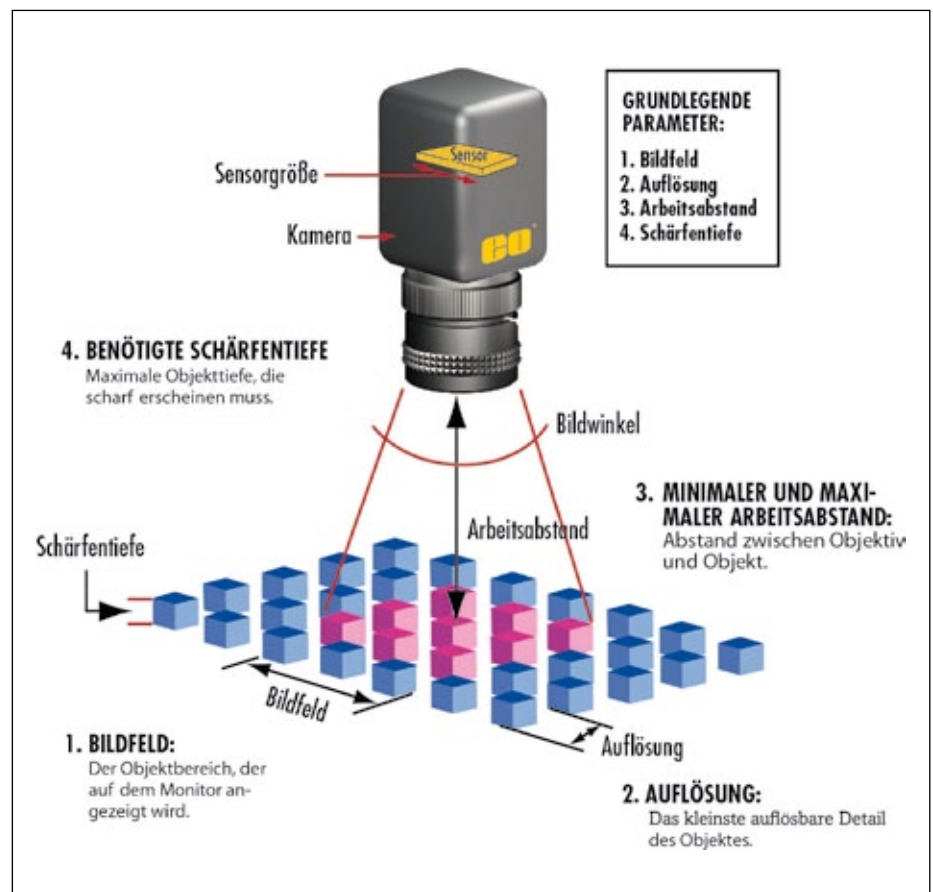 GRUNDLEGENDE
PARAMETER:
1. Bildfeld
2. Auflösung
3. Arbeitsabstand
4. Schärfentiefe
Sensor
Sensorgröße
Kamera
EO
4. BENÖTIGTE SCHÄRFENTIEFE
Maximale Objekttiefe, die
scharf erscheinen muss.
Bildwinkel
3. MINIMALER UND MAXI-
MALER ARBEITSABSTAND:
Abstand zwischen Objektiv
und Objekt.
Arbeitsabstand
Schärfentiefe
Bildfeld
Auflösung
1. BILDFELD:
Der Objektbereich, der
auf dem Monitor an-
gezeigt wird.
2. AUFLÖSUNG:
Das kleinste auflösbare Detail
des Objektes.